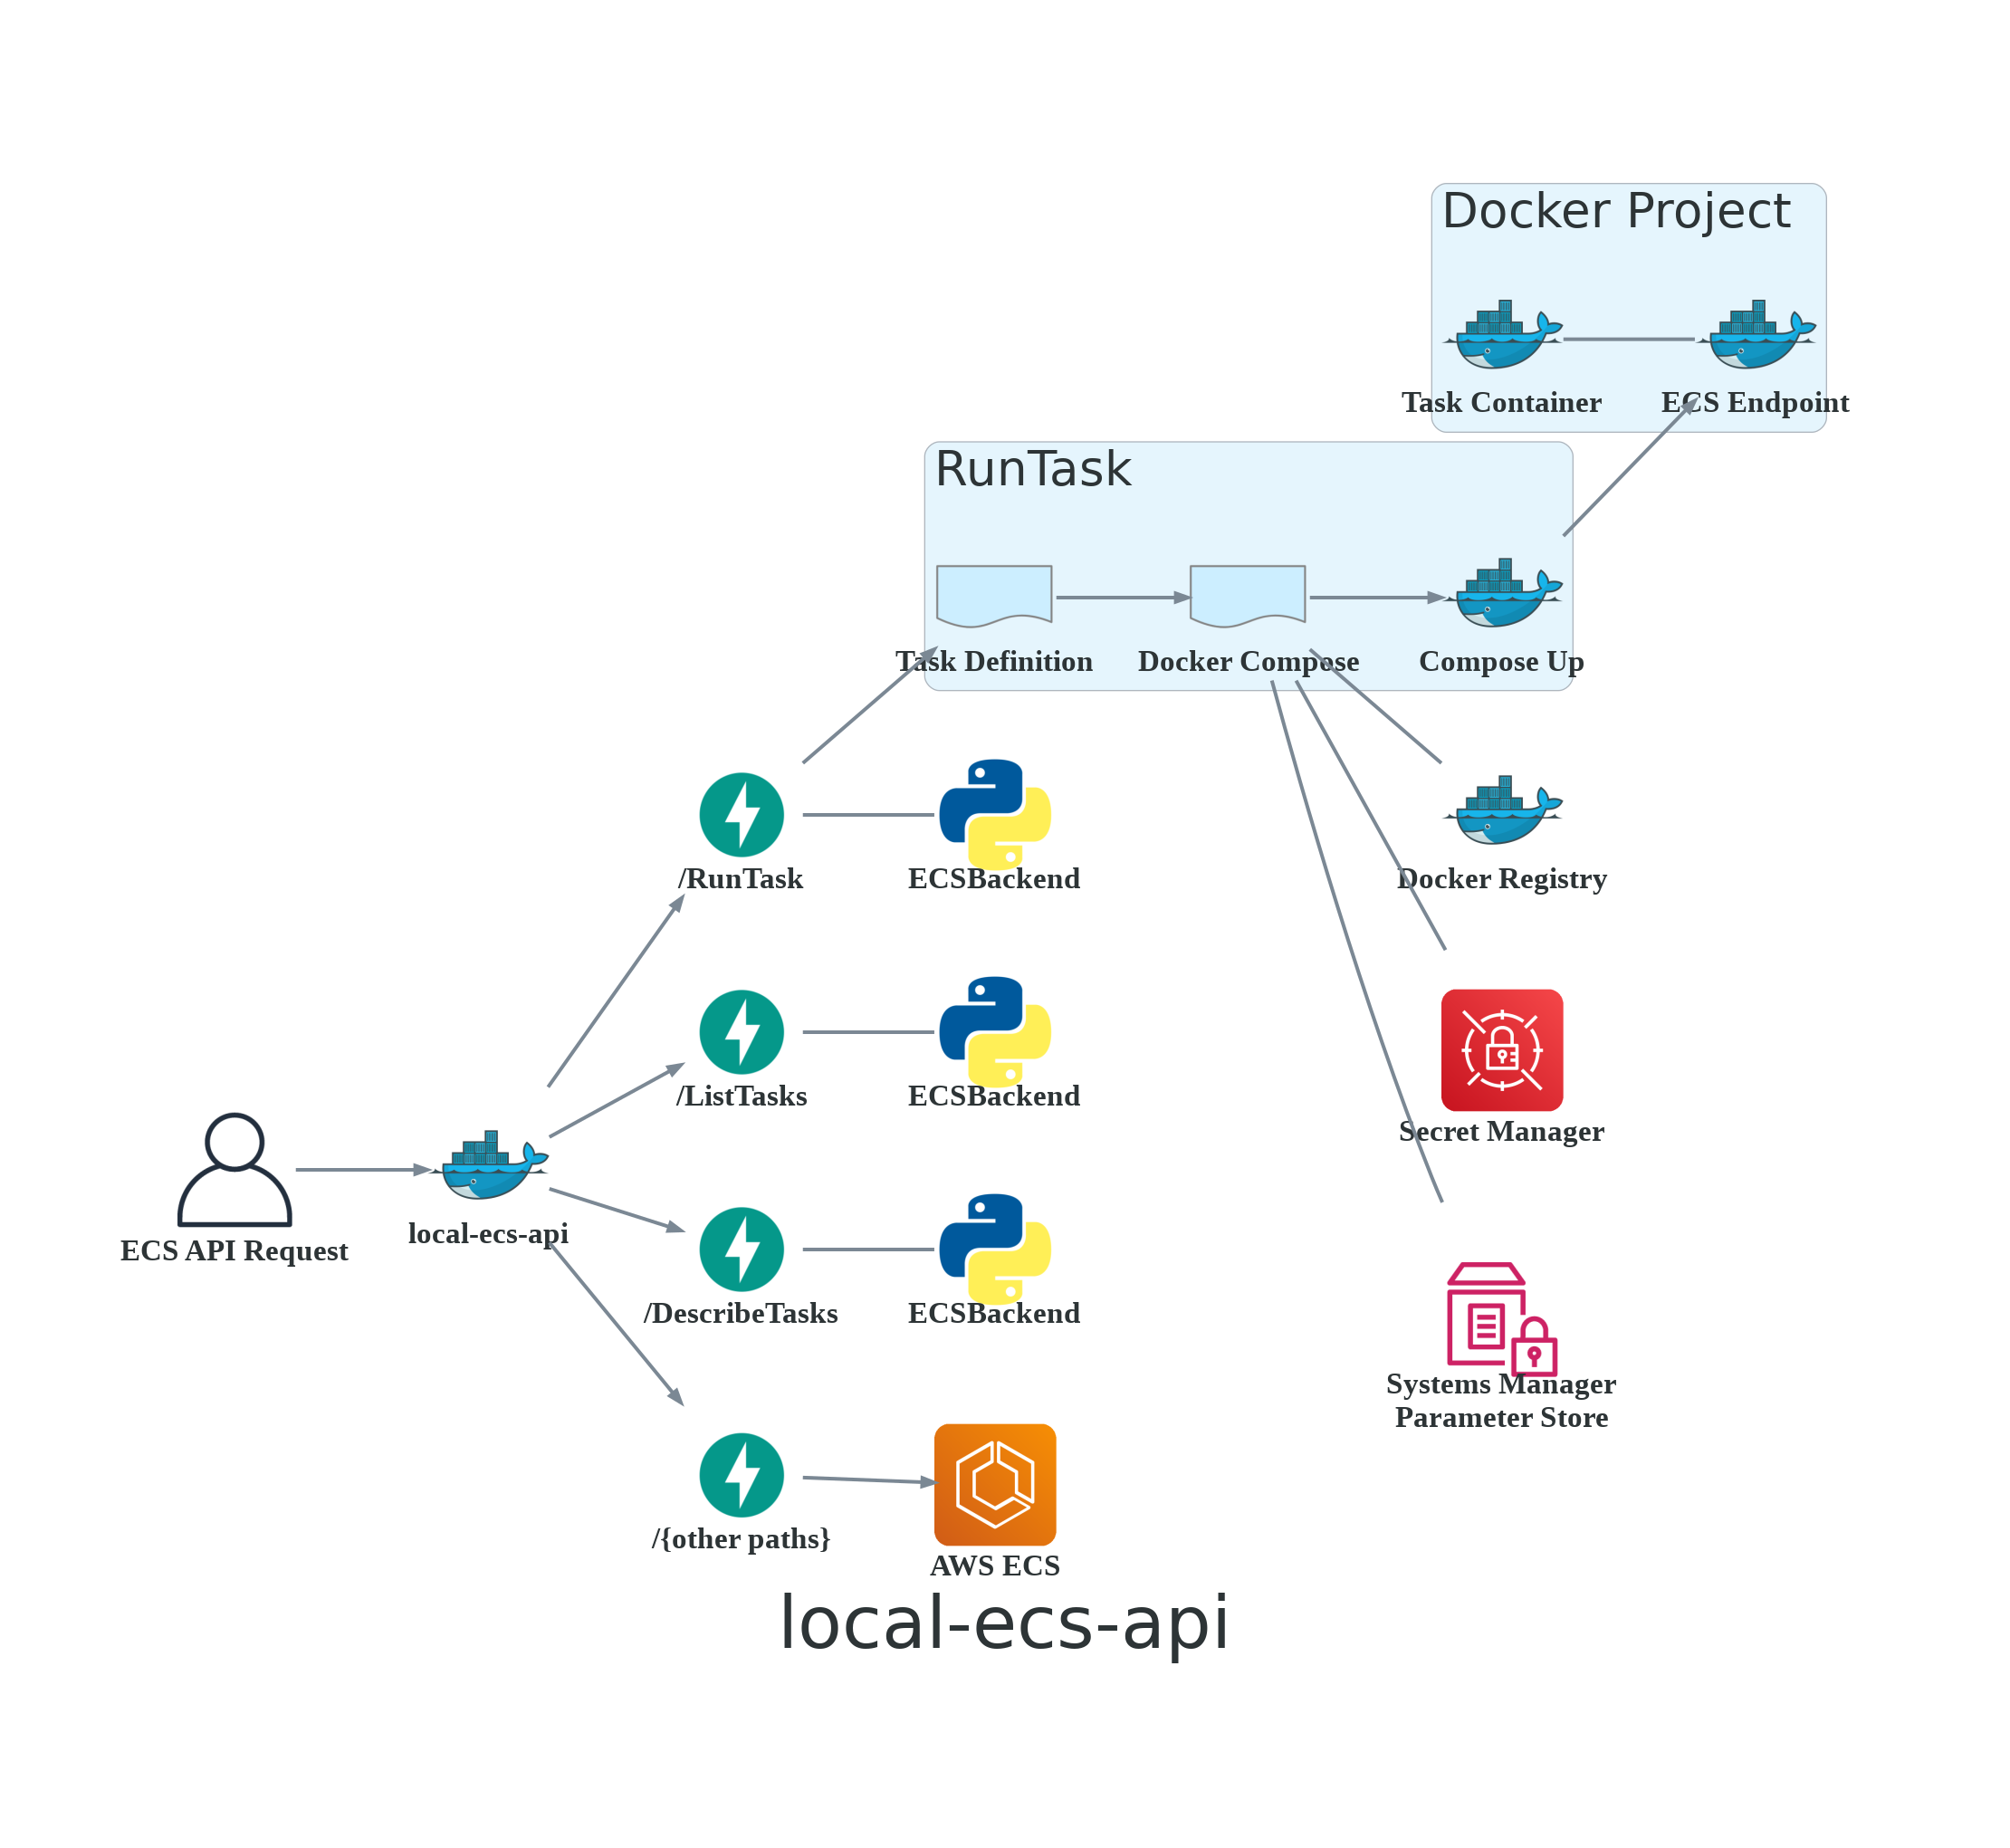 Docker Project
Task Container
ECS Endpoint
RunTask
Task Definition
Docker Compose
Compose Up
/RunTask
ECSBackend
Docker Registry
/ListTasks
ECSBackend
Secret Manager
ECS API Request
local-ecs-api
/DescribeTasks
ECSBackend
Systems Manager
Parameter Store
/{other paths}
AWS ECS
local-ecs-api